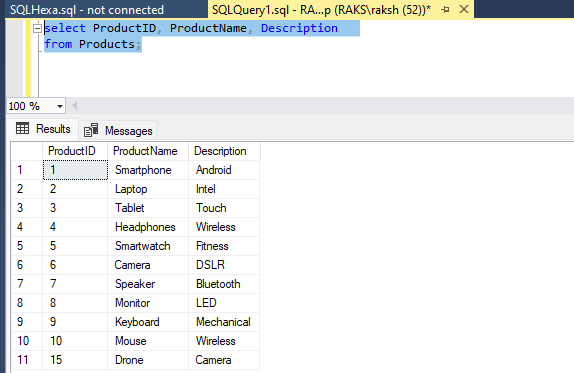 SQLHexa.sql - not connected SQLQuery1.sql - RA...p (RAKS\raksh (52))*
select ProductID, ProductName, Description
from Products;
100 %
Results Messages
ProductID ProductName Description
1 1 Smartphone Android
2 2 Laptop Intel
3 3 Tablet Touch
4 4 Headphones Wireless
5 5 Smartwatch Fitness
6 6 Camera DSLR
7 7 Speaker Bluetooth
8 8 Monitor LED
9 9 Keyboard Mechanical
10 10 Mouse Wireless
11 15 Drone Camera